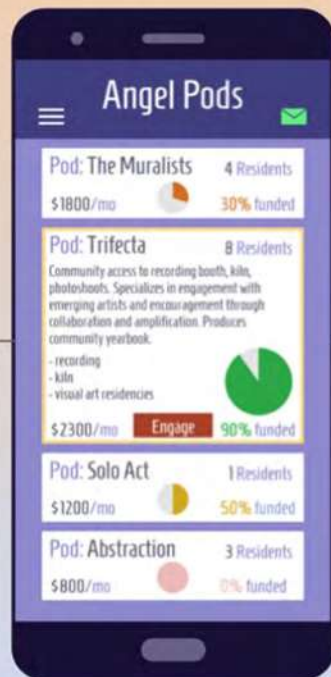 Angel Pods
Pod: The Muralists 4 Residents
$1800/mo 30% funded
Pod: Trifecta 8 Residents
Community access to recording booth, kiln,
photoshoots. Specializes in engagement with
emerging artists and encouragement through
collaboration and amplification. Produces
community yearbook.
- recording
- kiln
- visual art residencies
$2300/mo Engage 90% funded
Pod: Solo Act 1 Residents
$1200/mo 50% funded
Pod: Abstraction 3 Residents
$800/mo 0% funded